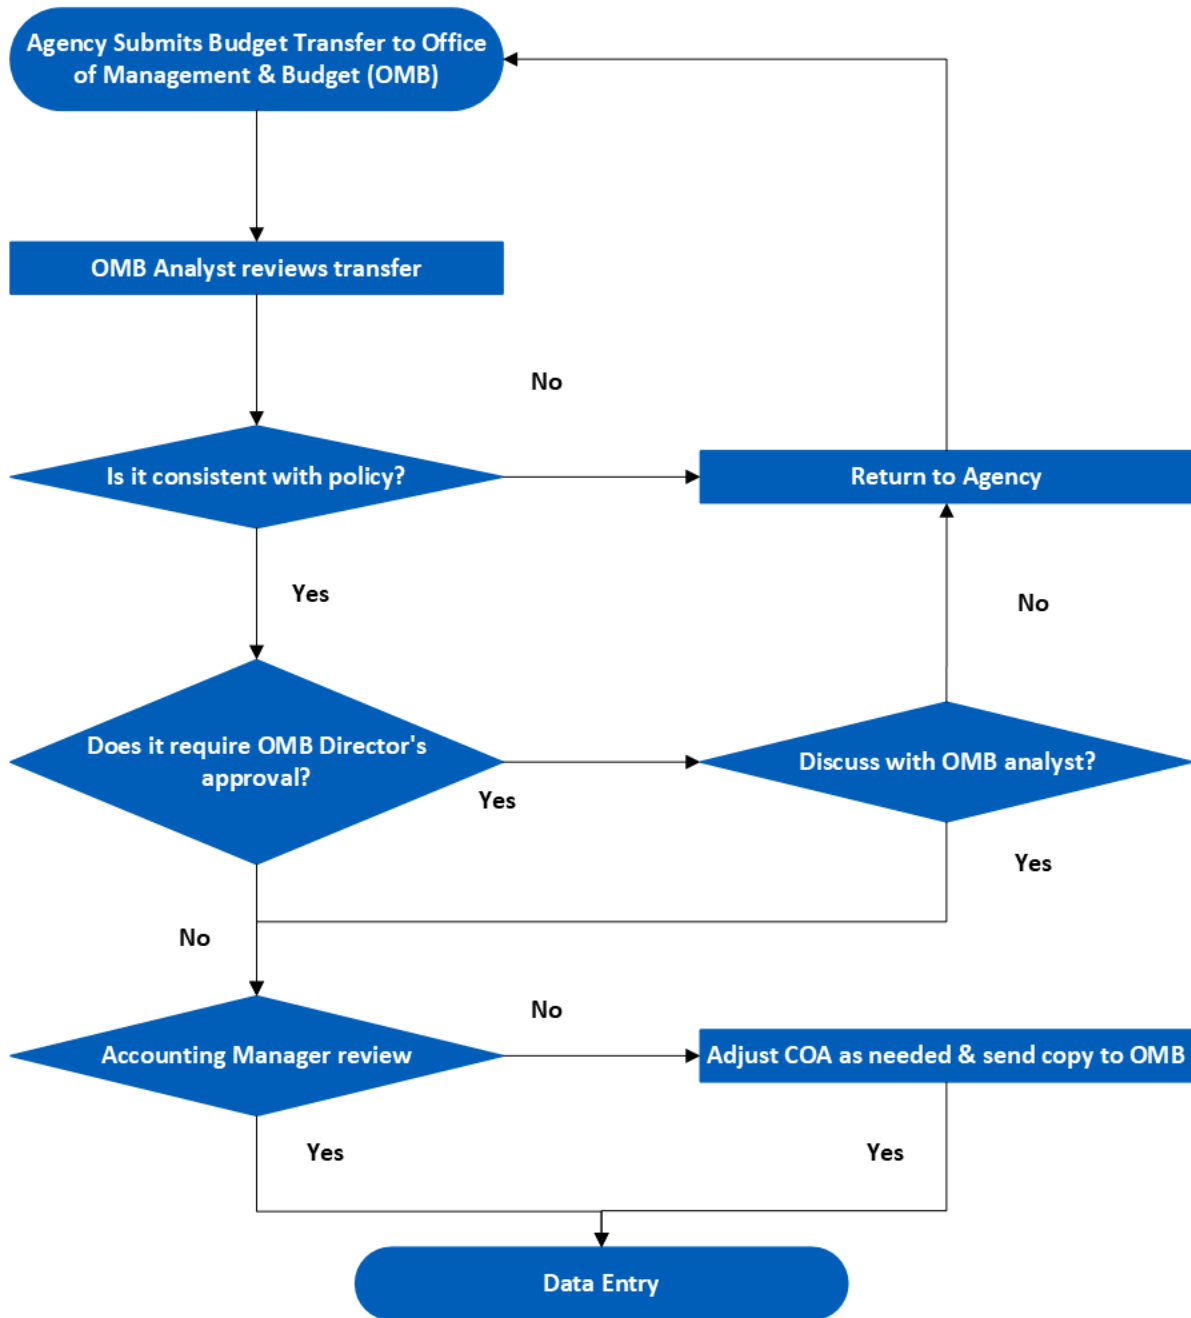 Agency Submits Budget Transfer to Office
of Management & Budget (OMB)
OMB Analyst reviews transfer
No
Is it consistent with policy?
Return to Agency
Yes
No
Does it require OMB Director's
approval?
Discuss with OMB analyst?
Yes
Yes
No
No
Accounting Manager review
Adjust COA as needed & send copy to OMB
Yes
Yes
Data Entry